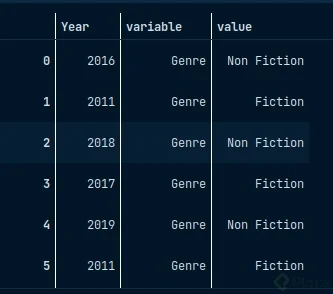 Year variable value
0 2016 Genre Non Fiction
1 2011 Genre Fiction
2 2018 Genre Non Fiction
3 2017 Genre Fiction
4 2019 Genre Non Fiction
5 2011 Genre Fiction